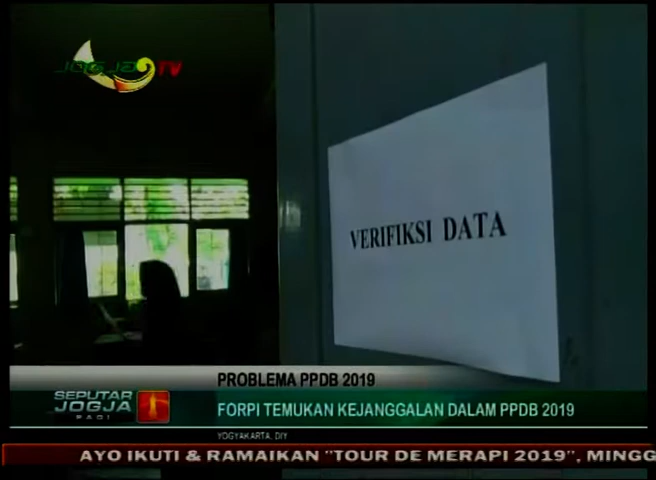 JOGJA TV
VERIFIKSI DATA
PROBLEMA PPDB 2019
SEPUTAR
JOGJA
PAGI
FORPI TEMUKAN KEJANGGALAN DALAM PPDB 2019
YOGYAKARTA, DIY
AYO IKUTI & RAMAIKAN "TOUR DE MERAPI 2019", MINGG